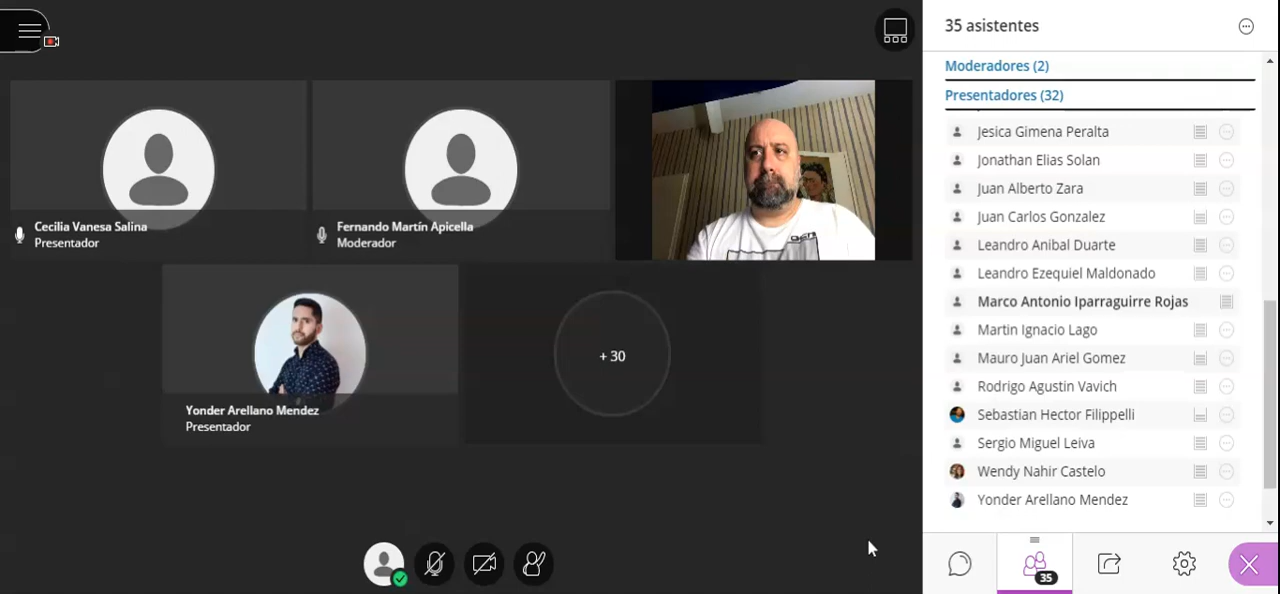 35 asistentes
Moderadores (2)
Presentadores (32)
Jesica Gimena Peralta
Jonathan Elias Solan
Juan Alberto Zara
Juan Carlos Gonzalez
Leandro Anibal Duarte
Leandro Ezequiel Maldonado
Marco Antonio Iparraguirre Rojas
Martin Ignacio Lago
Mauro Juan Ariel Gomez
Rodrigo Agustin Vavich
Sebastian Hector Filippelli
Sergio Miguel Leiva
Wendy Nahir Castelo
Yonder Arellano Mendez
35
Cecilia Vanesa Salina
Presentador
Fernando Martín Apicella
Moderador
Yonder Arellano Mendez
Presentador
+ 30